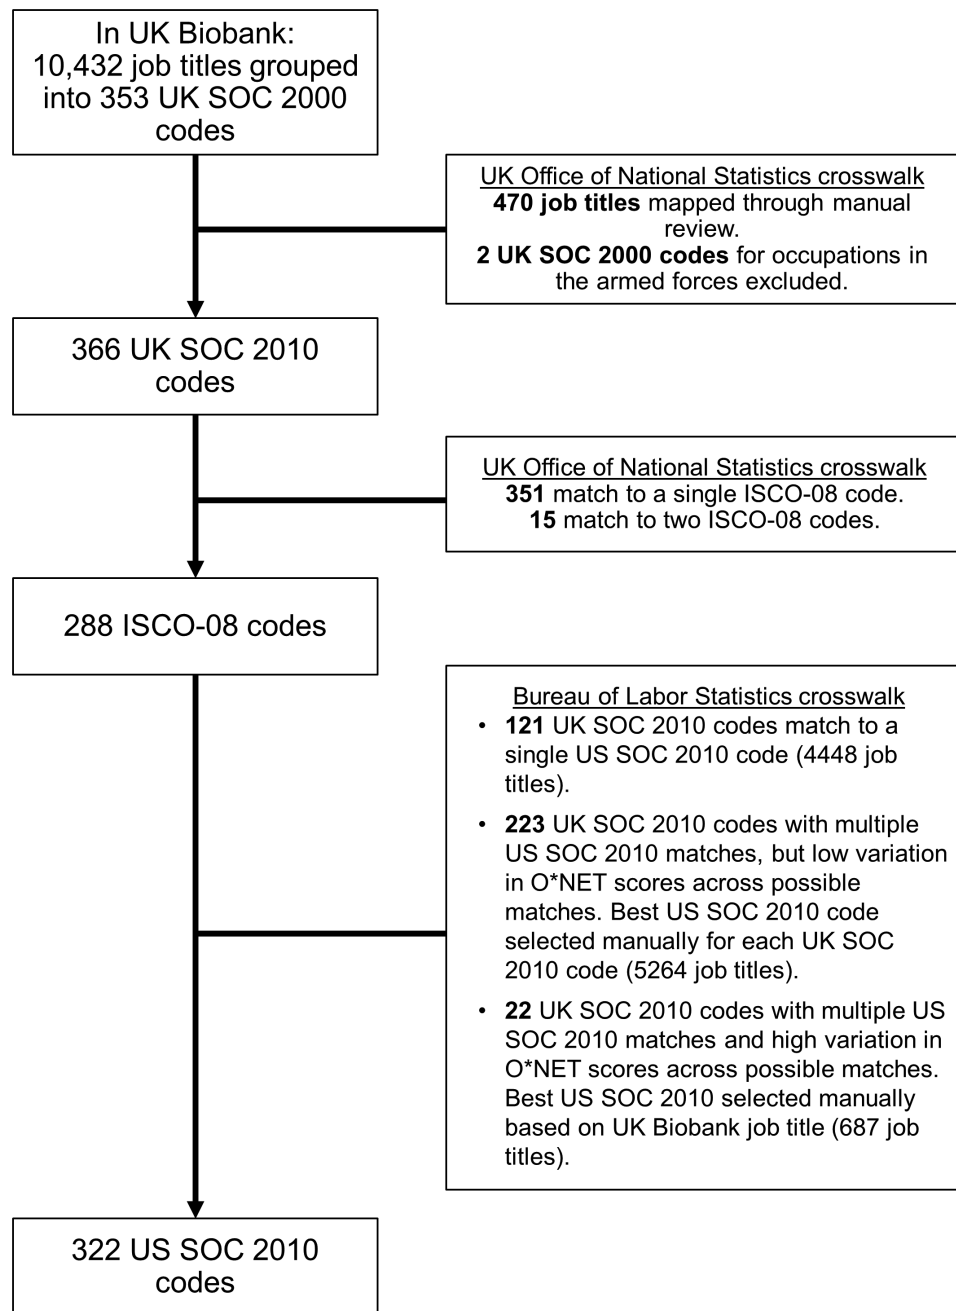 In UK Biobank:
10,432 job titles grouped
into 353 UK SOC 2000
codes
UK Office of National Statistics crosswalk
470 job titles mapped through manual
review.
2 UK SOC 2000 codes for occupations in
the armed forces excluded.
366 UK SOC 2010
codes
UK Office of National Statistics crosswalk
351 match to a single ISCO-08 code.
15 match to two ISCO-08 codes.
288 ISCO-08 codes
Bureau of Labor Statistics crosswalk
• 121 UK SOC 2010 codes match to a
single US SOC 2010 code (4448 job
titles).
• 223 UK SOC 2010 codes with multiple
US SOC 2010 matches, but low variation
in O*NET scores across possible
matches. Best US SOC 2010 code
selected manually for each UK SOC
2010 code (5264 job titles).
• 22 UK SOC 2010 codes with multiple US
SOC 2010 matches and high variation in
O*NET scores across possible matches.
Best US SOC 2010 selected manually
based on UK Biobank job title (687 job
titles).
322 US SOC 2010
codes